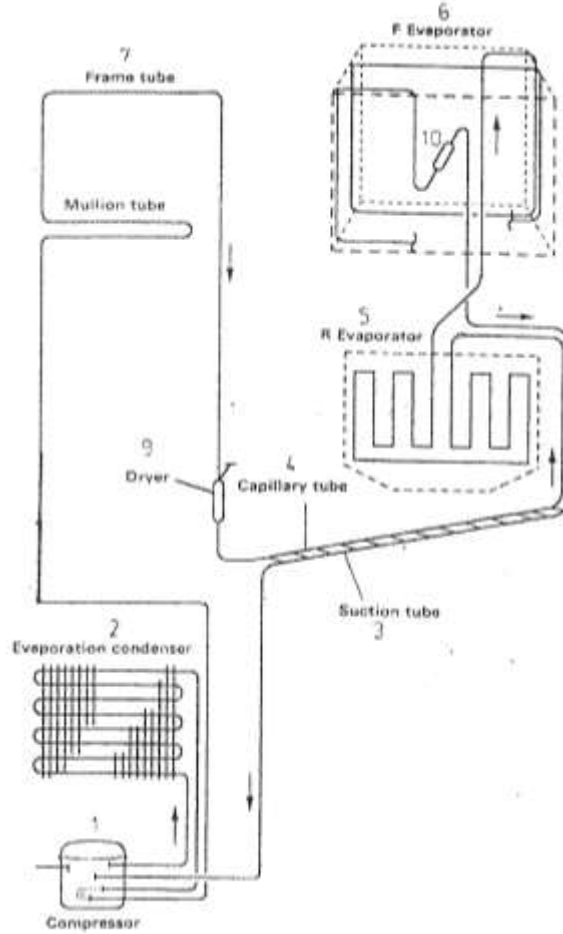 6
F Evaporator
7
Frame tube
10
Mullion tube
5
R Evaporator
9
Dryer
4
Capillary tube
Suction tube
3
2
Evaporation condenser
1
Compressor